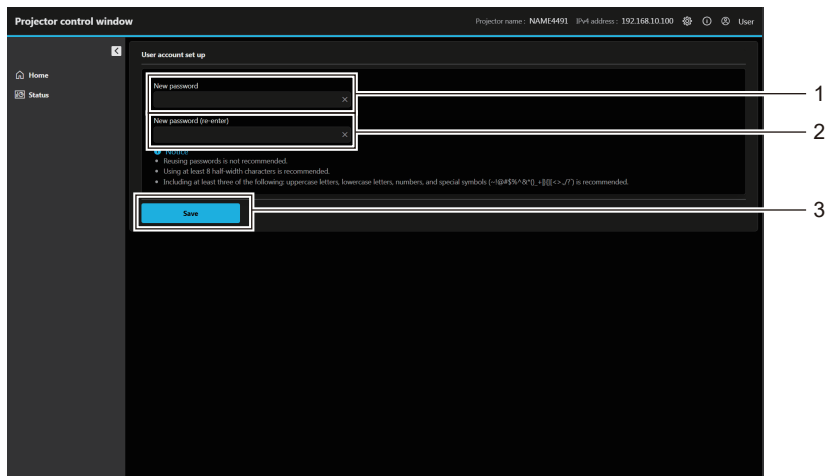 Projector control window
Projector name : NAME4491 IPv4 address : 192.168.10.100 User
User account set up
Home
Status
New password
1
New password (re-enter)
2
Notice
• Reusing passwords is not recommended.
• Using at least 8 half-width characters is recommended.
• Including at least three of the following: uppercase letters, lowercase letters, numbers, and special symbols is recommended.
Save
3